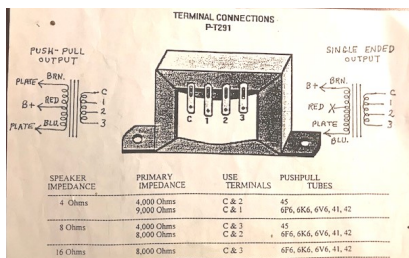 TERMINAL CONNECTIONS
P-T291
PUSH-PULL
OUTPUT
PLATE BRN.
B+ RED
PLATE BLU.
C
1
2
3
C 1 2 3
SINGLE ENDED
OUTPUT
B+ BRN.
RED X
PLATE
BLU.
C
1
2
3
SPEAKER IMPEDANCE PRIMARY IMPEDANCE USE TERMINALS PUSHPULL TUBES
4 Ohms 4,000 Ohms C & 2 45
9,000 Ohms C & 1 6F6, 6K6, 6V6, 41, 42
8 Ohms 4,000 Ohms C & 3 45
8,000 Ohms C & 2 6F6, 6K6, 6V6, 41, 42
16 Ohms 8,000 Ohms C & 3 6F6, 6K6, 6V6, 41, 42